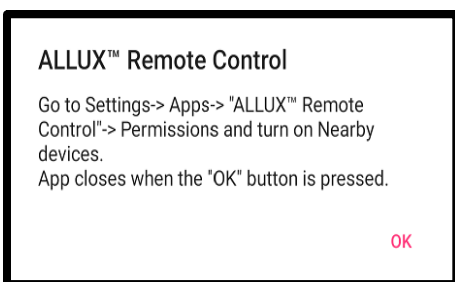 ALLUX™ Remote Control
Go to Settings-> Apps-> "ALLUX™ Remote
Control"-> Permissions and turn on Nearby
devices.
App closes when the "OK" button is pressed.
OK